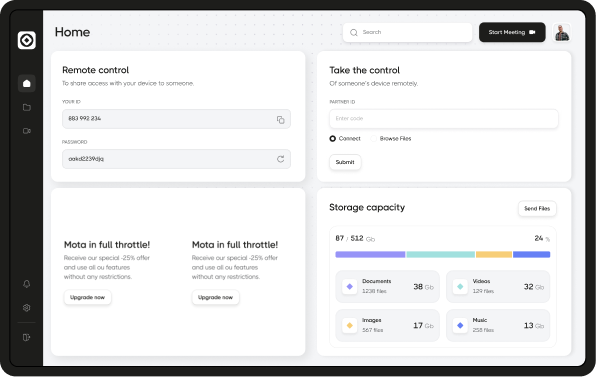 Home
Search
Start Meeting
Remote control
To share access with your device to someone.
YOUR ID
883 992 234
PASSWORD
aakd2239djq
Take the control
Of someone's device remotely.
PARTNER ID
Enter code
Connect
Browse Files
Submit
Mota in full throttle!
Receive our special -25% offer
and use all ou features
without any restrictions.
Upgrade now
Mota in full throttle!
Receive our special -25% offer
and use all ou features
without any restrictions.
Upgrade now
Storage capacity
Send Files
87 / 512 Gb
24 %
Documents
1238 files
38 Gb
Videos
129 files
32 Gb
Images
567 files
17 Gb
Music
258 files
13 Gb